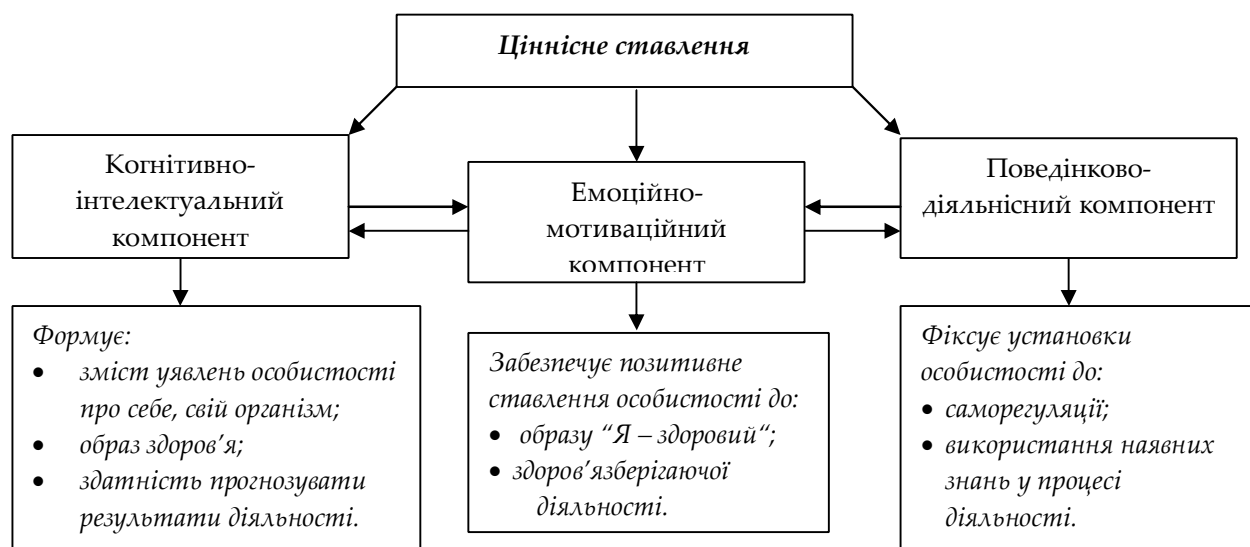 Ціннісне ставлення
Когнітивно-
інтелектуальний
компонент
Емоційно-
мотиваційний
компонент
Поведінково-
діяльнісний компонент
Формує:
• зміст уявлень особистості
про себе, свій організм;
• образ здоров’я;
• здатність прогнозувати
результати діяльності.
Забезпечує позитивне
ставлення особистості до:
• образу “Я – здоровий“;
• здоров’язберігаючої
діяльності.
Фіксує установки
особистості до:
• саморегуляції;
• використання наявних
знань у процесі
діяльності.